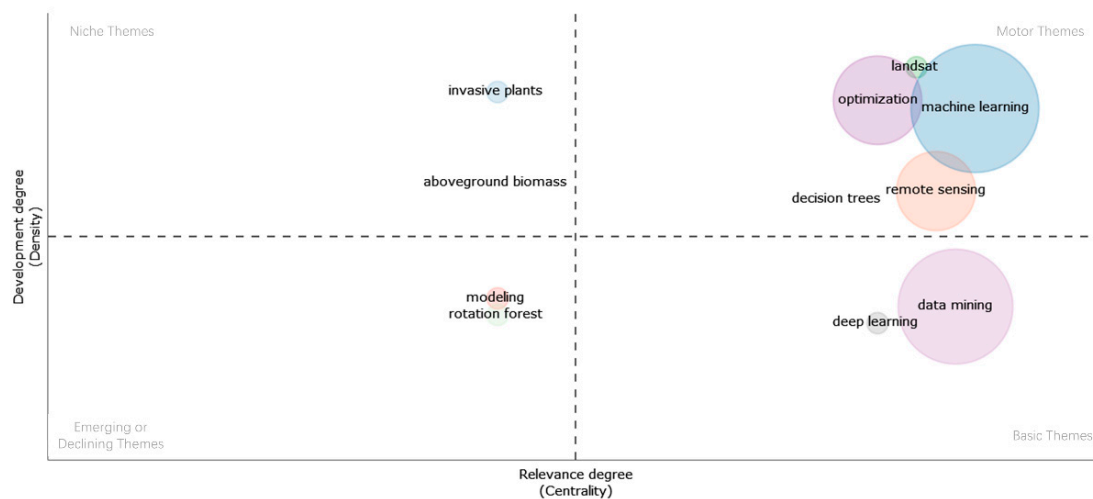 Niche Themes
Motor Themes
landsat
invasive plants
optimization
machine learning
aboveground biomass
decision trees
remote sensing
Development degree
(Density)
modeling
rotation forest
data mining
deep learning
Emerging or
Declining Themes
Basic Themes
Relevance degree
(Centrality)